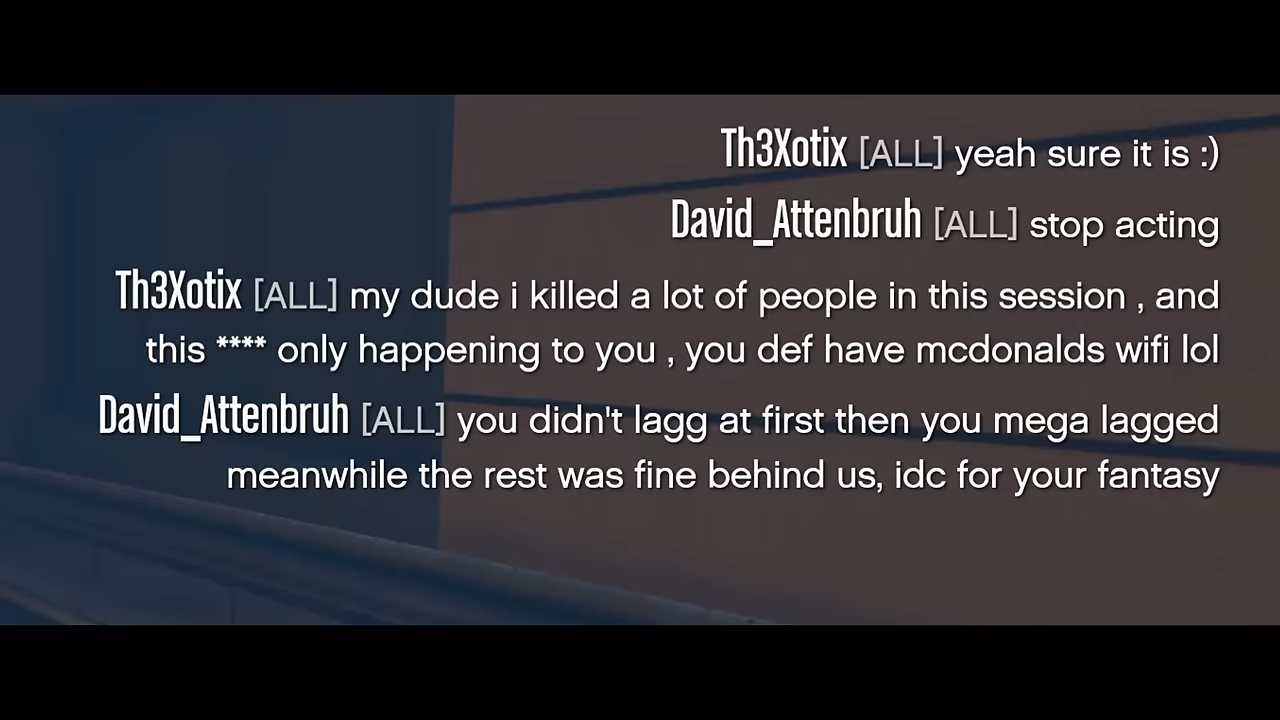 Th3Xotix [ALL] yeah sure it is :)
David_Attenbruh [ALL] stop acting
Th3Xotix [ALL] my dude i killed a lot of people in this session , and
this **** only happening to you , you def have mcdonalds wifi lol
David_Attenbruh [ALL] you didn't lagg at first then you mega lagged
meanwhile the rest was fine behind us, idc for your fantasy